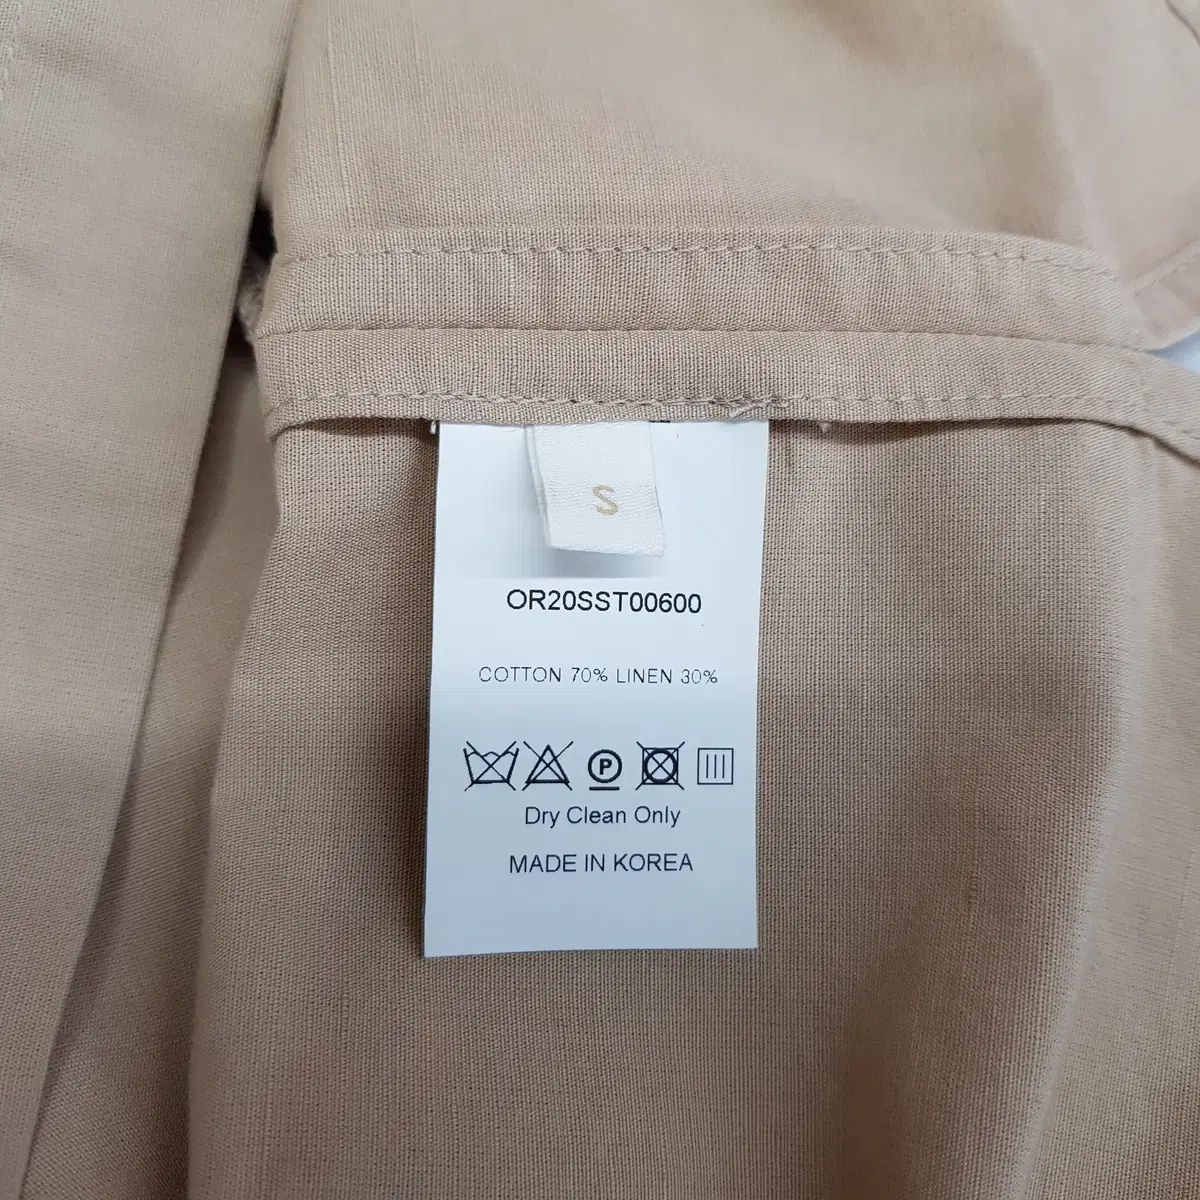 S
OR20SST00600
COTTON 70% LINEN 30%
P
Dry Clean Only
MADE IN KOREA